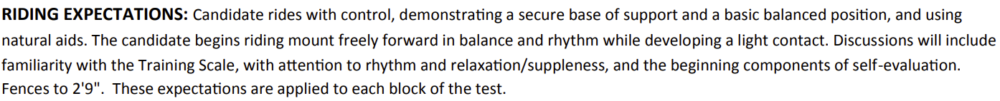 RIDING EXPECTATIONS: Candidate rides with control, demonstrating a secure base of support and a basic balanced position, and using
natural aids. The candidate begins riding mount freely forward in balance and rhythm while developing a light contact. Discussions will include
familiarity with the Training Scale, with attention to rhythm and relaxation/suppleness, and the beginning components of self-evaluation.
Fences to 2'9".  These expectations are applied to each block of the test.